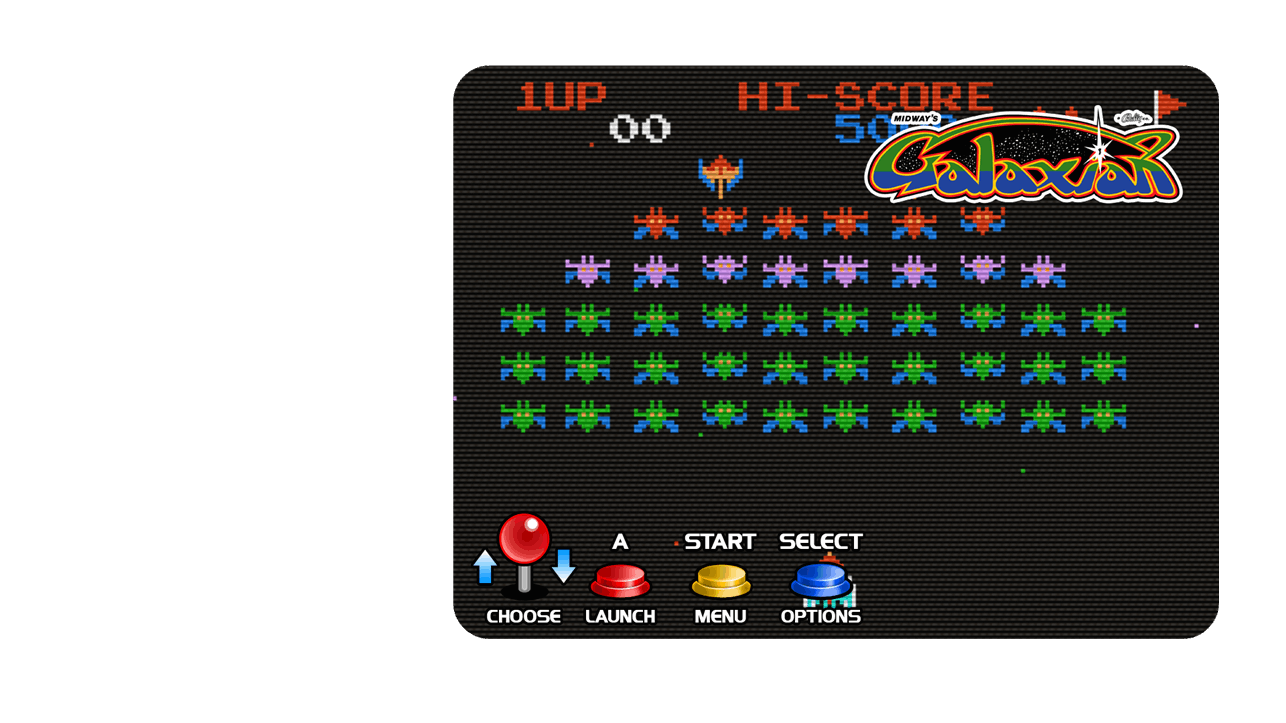 1UP HI-SCORE
00
MIDWAY'S
Galaxian
A START SELECT
CHOOSE LAUNCH MENU OPTIONS